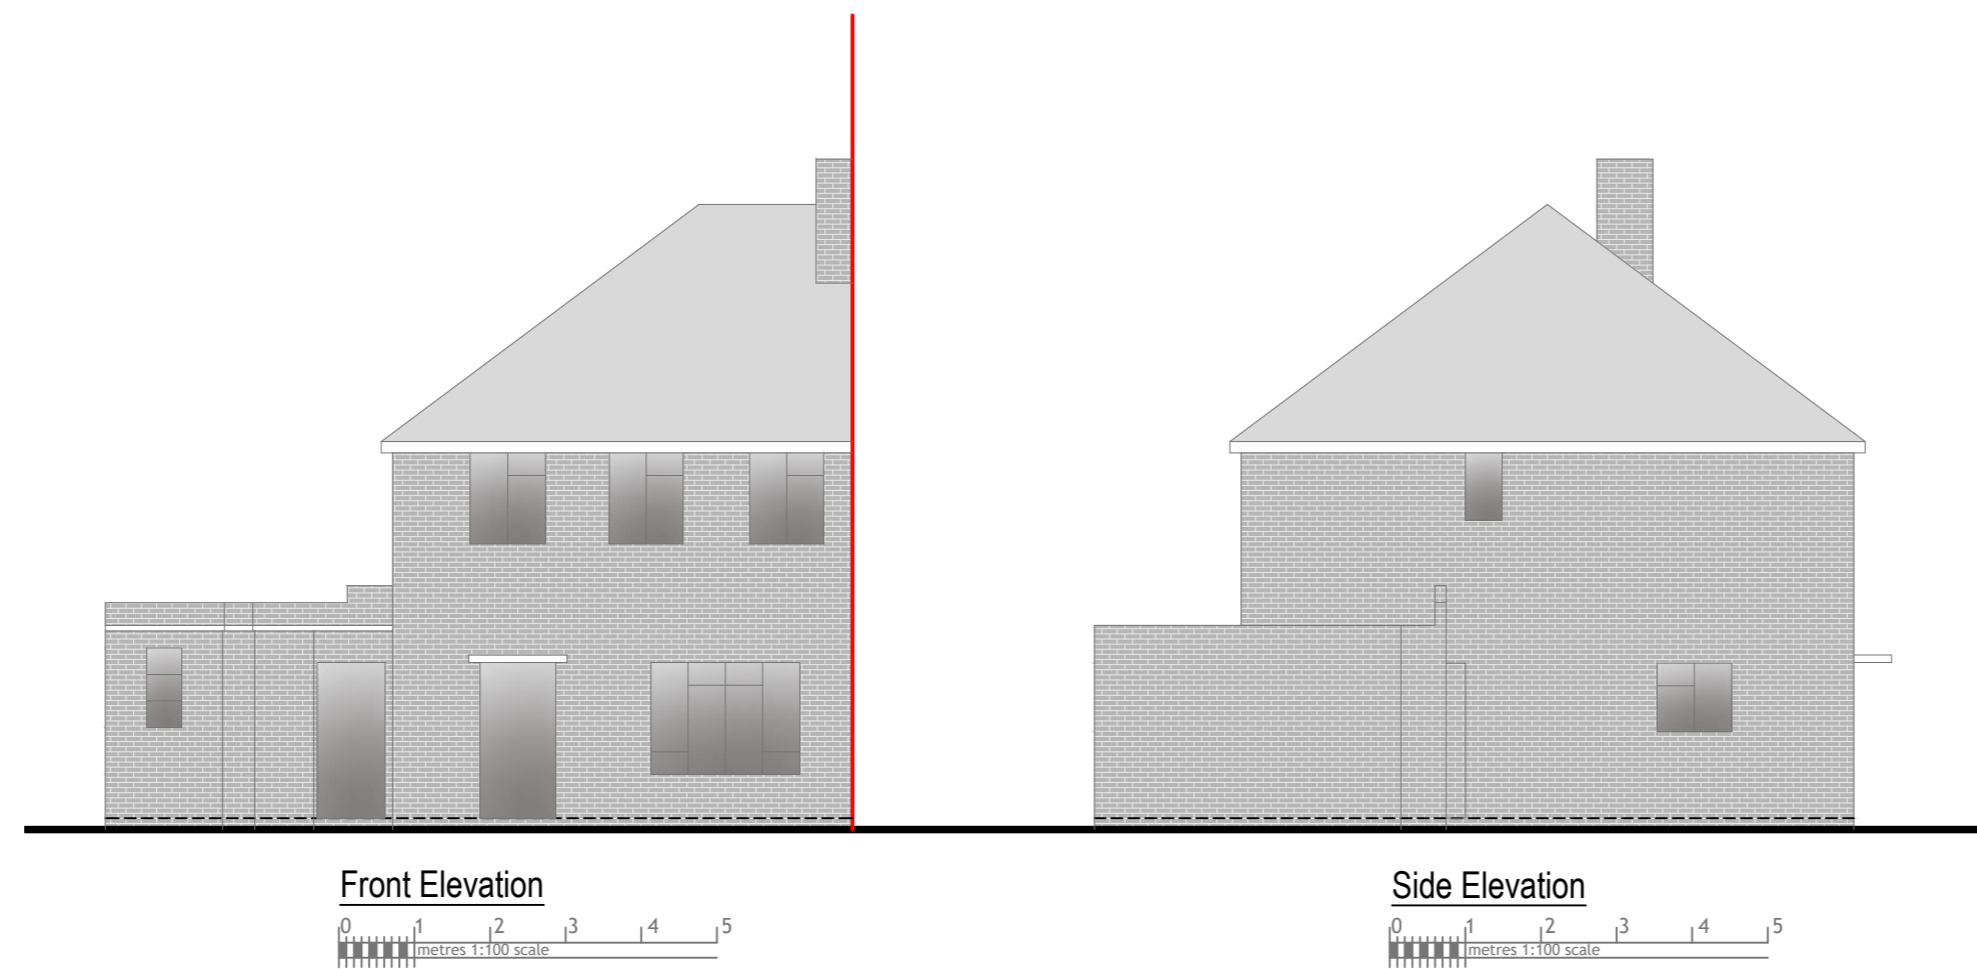 Front Elevation
0 1 2 3 4 5
metres 1:100 scale
Side Elevation
0 1 2 3 4 5
metres 1:100 scale